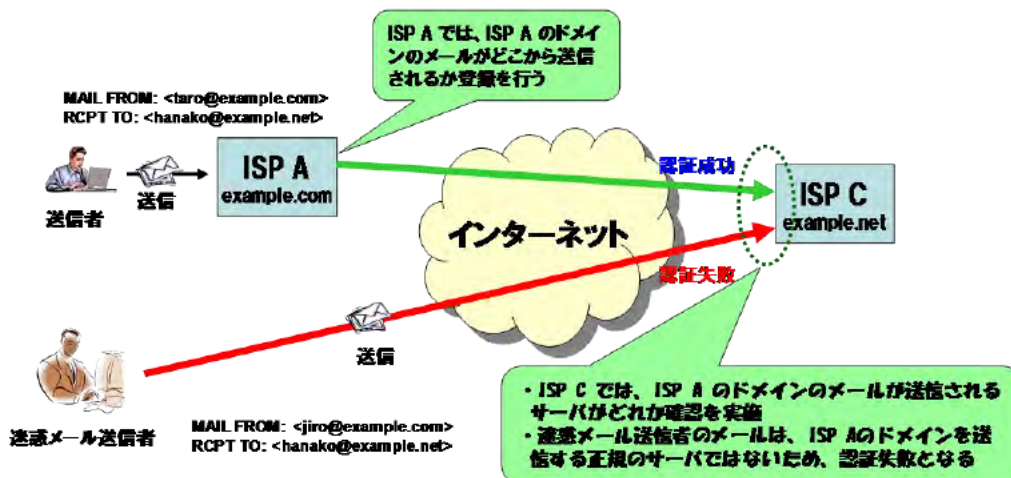 ISP A では、ISP A のドメ
インのメールがどこから送信
されるか登録を行う
MAIL FROM: <taro@example.com>
RCPT TO: <hanako@example.net>
ISP A
example.com
送信者
送信
認証成功
ISP C
example.net
インターネット
認証失敗
送信
迷惑メール送信者
MAIL FROM: <jiro@example.com>
RCPT TO: <hanako@example.net>
・ISP C では、ISP A のドメインのメールが送信される
サーバがどれか確認を実施
・迷惑メール送信者のメールは、ISP Aのドメインを送
信する正規のサーバではないため、認証失敗となる